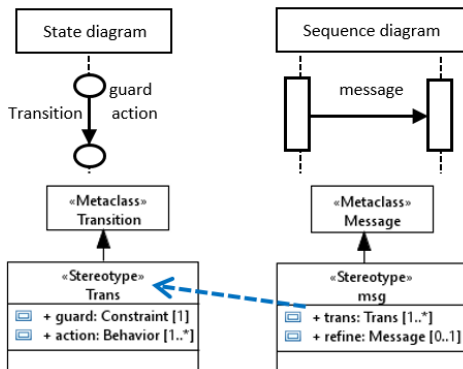 State diagram
Sequence diagram
guard
Transition
action
message
«Metaclass»
Transition
«Metaclass»
Message
«Stereotype»
Trans
+ guard: Constraint [1]
+ action: Behavior [1..*]
«Stereotype»
msg
+ trans: Trans [1..*]
+ refine: Message [0..1]